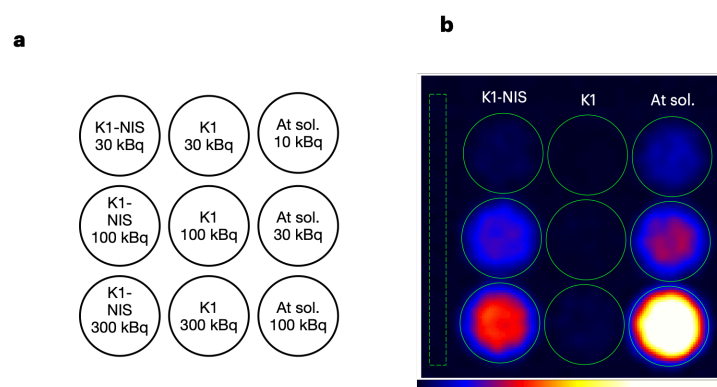 a
b
K1-NIS
30 kBq
K1
30 kBq
At sol.
10 kBq
K1-
NIS
100 kBq
K1
100 kBq
At sol.
30 kBq
K1-
NIS
300 kBq
K1
300 kBq
At sol.
100 kBq
K1-NIS
K1
At sol.